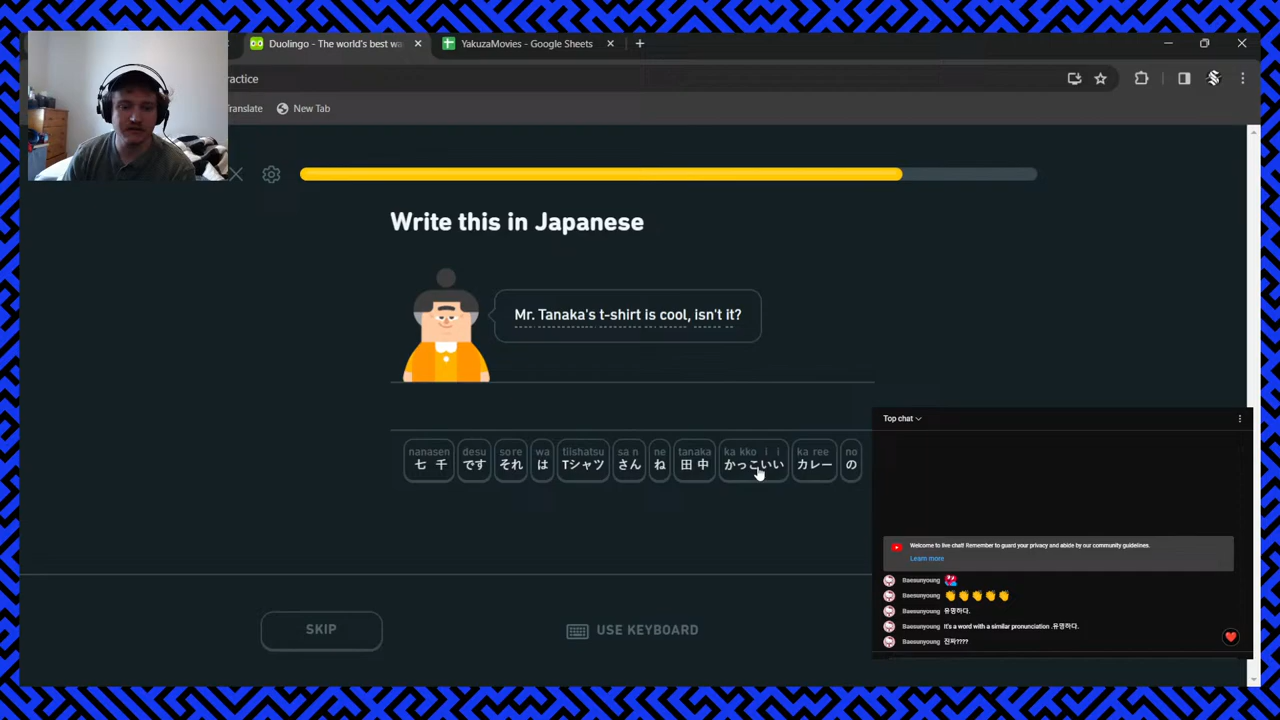 Duolingo - The world's best wa
YakuzaMovies - Google Sheets
ractice
Translate
New Tab
Write this in Japanese
Mr. Tanaka's t-shirt is cool, isn't it?
nanasen desu sore wa tiishatsu sa n ne tanaka ka kko i i ka ree no
七 千 です それ は Tシャツ さん ね 田 中 かっこいい カレー の
SKIP
USE KEYBOARD
Top chat
Welcome to live chat! Remember to guard your privacy and abide by our community guidelines.
Learn more
Baesunyoung
Baesunyoung
Baesunyoung 유명하다.
Baesunyoung It's a word with a similar pronunciation .유명하다.
Baesunyoung 진짜????